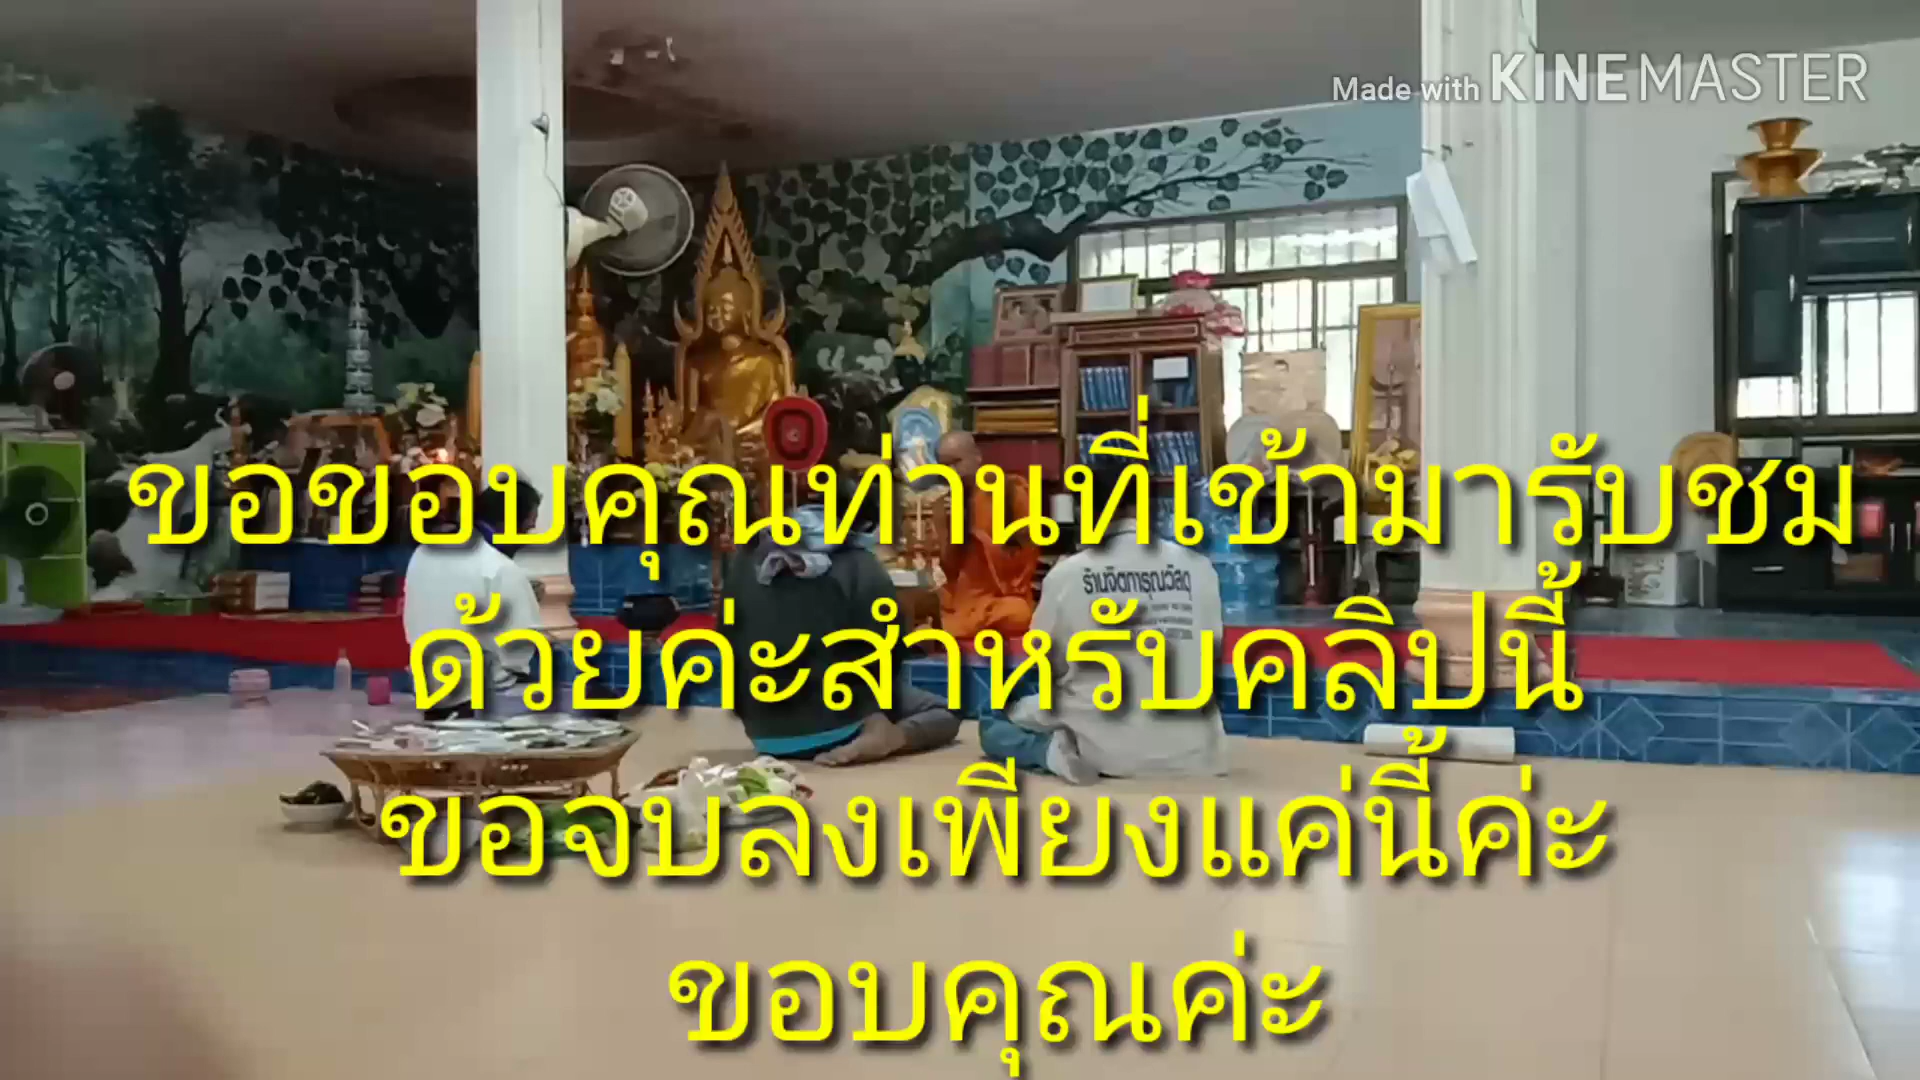 Made with KINEMASTER
ขอขอบคุณท่านที่เข้ามารับชม
ด้วยค่ะสำหรับคลิปนี้
ขอจบลงเพียงแค่นี้ค่ะ
ขอบคุณค่ะ